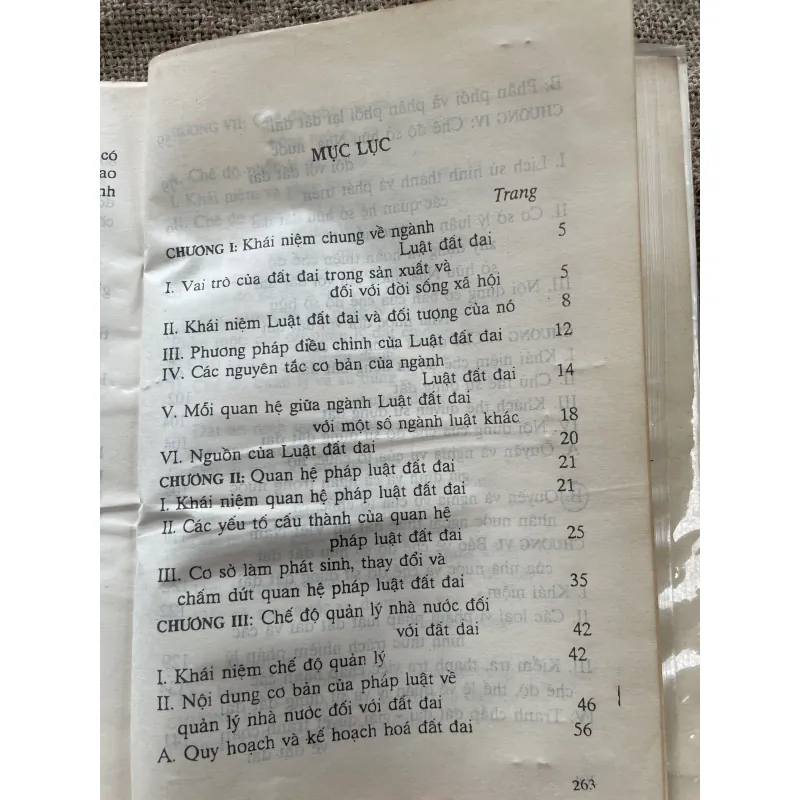 có
ao
nh
MỤC LỤC
Trang
CHƯƠNG I: Khái niệm chung về ngành
Luật đất đai 5
I. Vai trò của đất đai trong sản xuất và
đối với đời sống xã hội 5
II. Khái niệm Luật đất đai và đối tượng của nó 8
III. Phương pháp điều chỉnh của Luật đất đai 12
IV. Các nguyên tắc cơ bản của ngành
Luật đất đai 14
V. Mối quan hệ giữa ngành Luật đất đai
với một số ngành luật khác 18
VI. Nguồn của Luật đất đai 20
CHƯƠNG II: Quan hệ pháp luật đất đai 21
I. Khái niệm quan hệ pháp luật đất đai 21
II. Các yếu tố cấu thành của quan hệ
pháp luật đất đai 25
III. Cơ sở làm phát sinh, thay đổi và
chấm dứt quan hệ pháp luật đất đai 35
CHƯƠNG III: Chế độ quản lý nhà nước đối
với đất đai 42
I. Khái niệm chế độ quản lý 42
II. Nội dung cơ bản của pháp luật về
quản lý nhà nước đối với đất đai 46
A. Quy hoạch và kế hoạch hoá đất đai 56
263